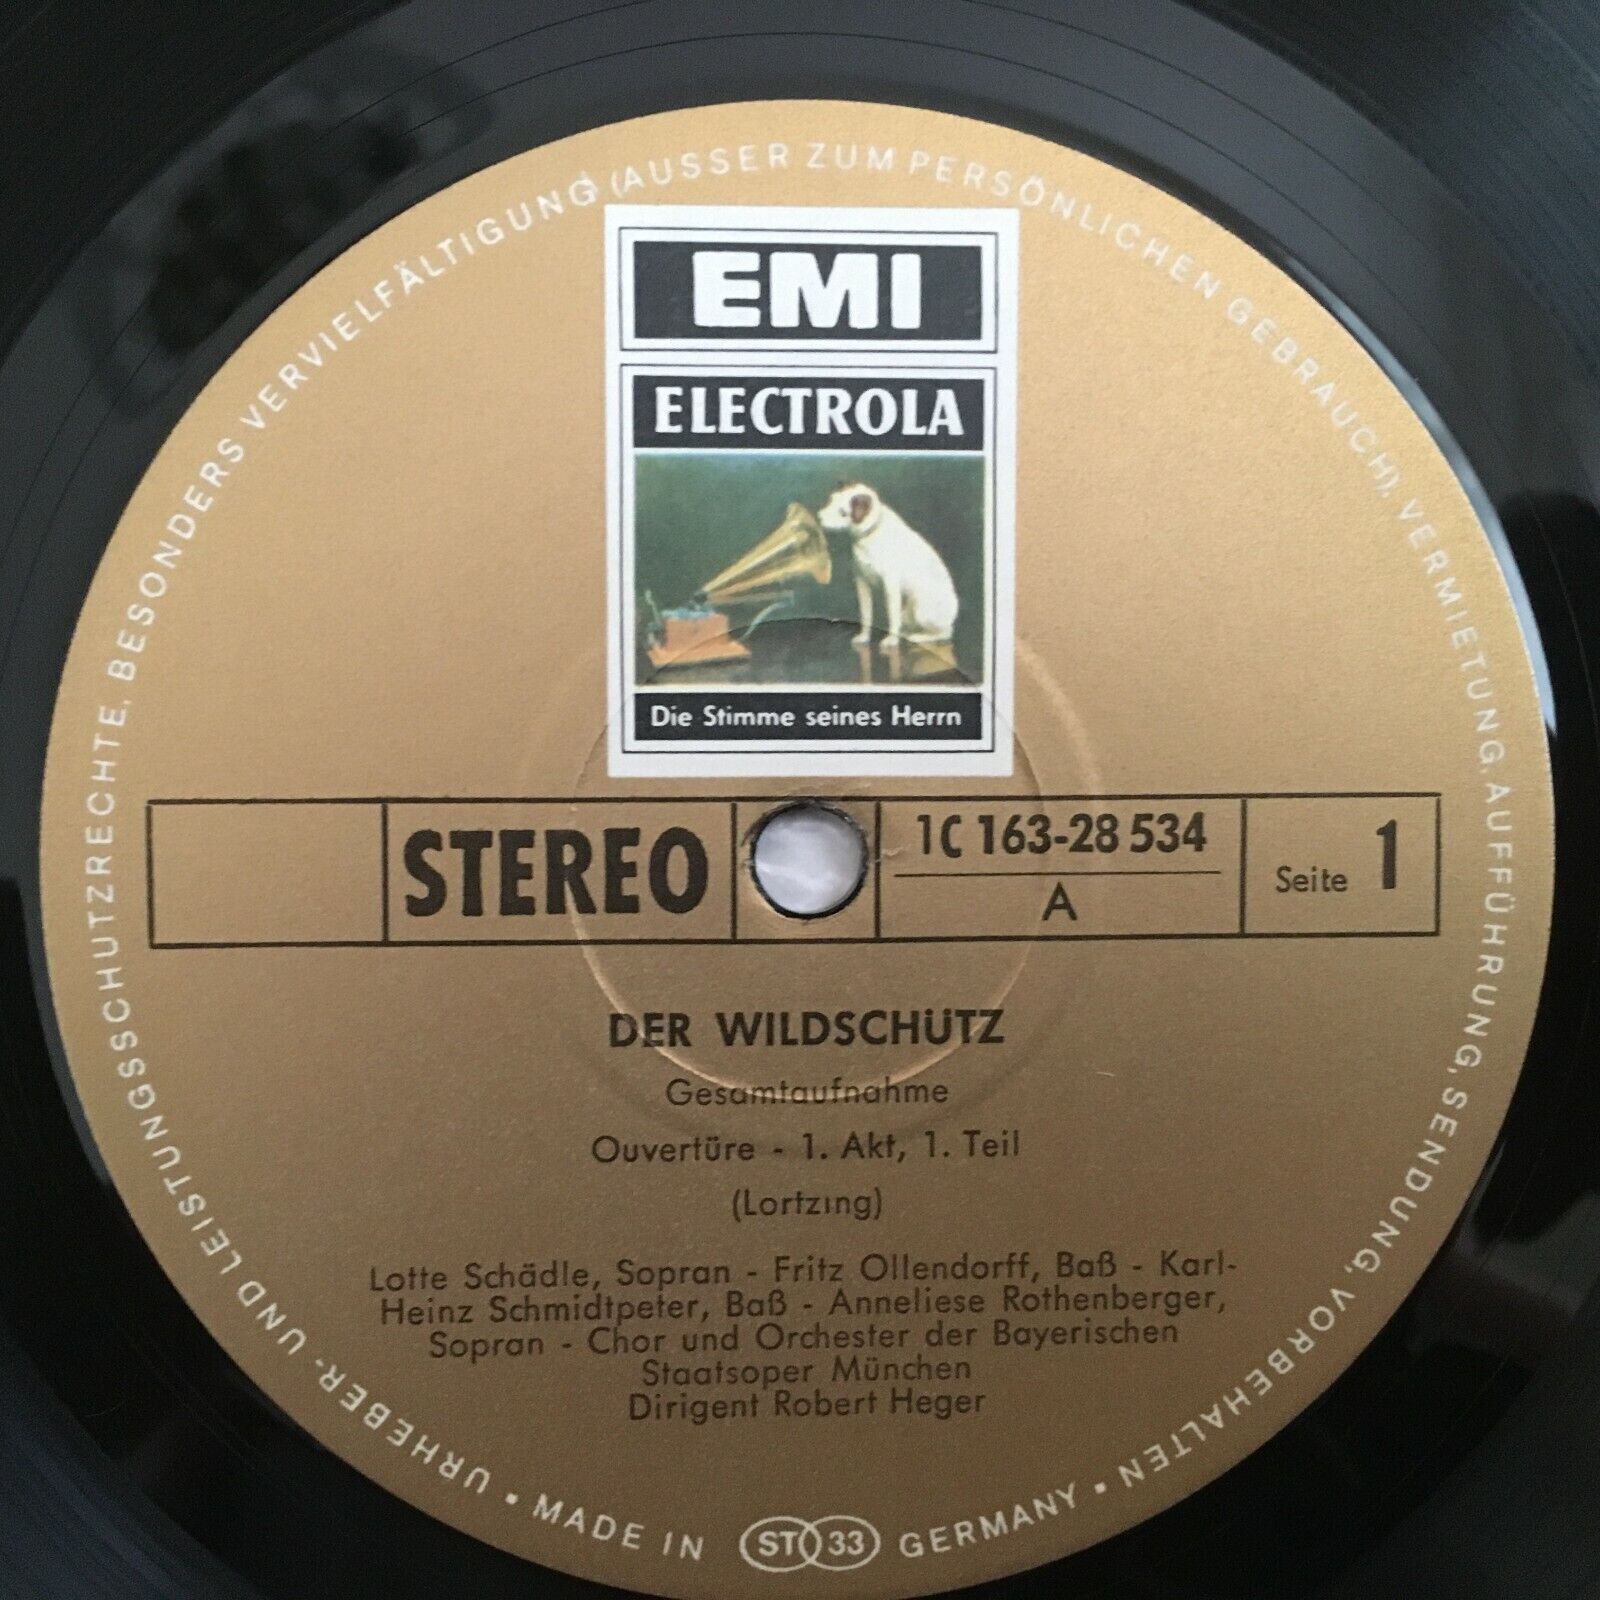 EMI
ELECTROLA
Die Stimme seines Herrn
STEREO
1C 163-28 534
A
Seite 1
DER WILDSCHÜTZ
Gesamtaufnahme
Ouvertüre - 1. Akt, 1. Teil
(Lortzing)
Lotte Schädle, Sopran - Fritz Ollendorff, Baß - Karl-
Heinz Schmidtpeter, Baß - Anneliese Rothenberger,
Sopran - Chor und Orchester der Bayerischen
Staatsoper München
Dirigent Robert Heger
URHEBER- UND LEISTUNGSSCHUTZRECHTE, BESONDERS VERVIELFÄLTIGUNG (AUSSER ZUM PERSÖNLICHEN GEBRAUCH), VERMIETUNG, AUFFÜHRUNG, SENDUNG, VORBEHALTEN •
MADE IN ST 33 GERMANY •